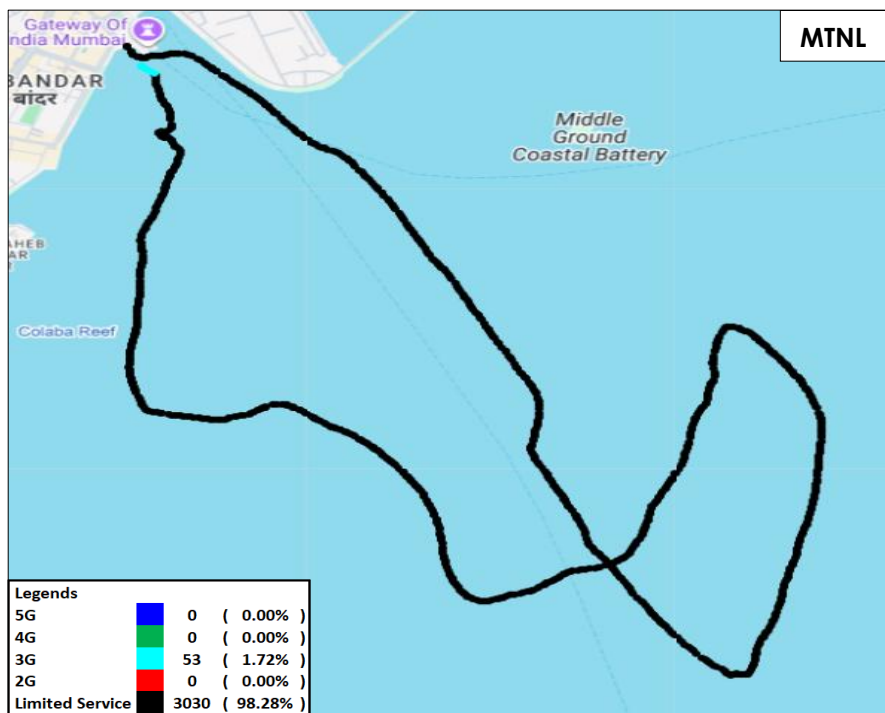 Gateway Of
ndia Mumbai
MTNL
BANDAR
बांदर
Middle
Ground
Coastal Battery
AHEB
AR
Colaba Reef
Legends
5G 0 ( 0.00% )
4G 0 ( 0.00% )
3G 53 ( 1.72% )
2G 0 ( 0.00% )
Limited Service 3030 ( 98.28% )